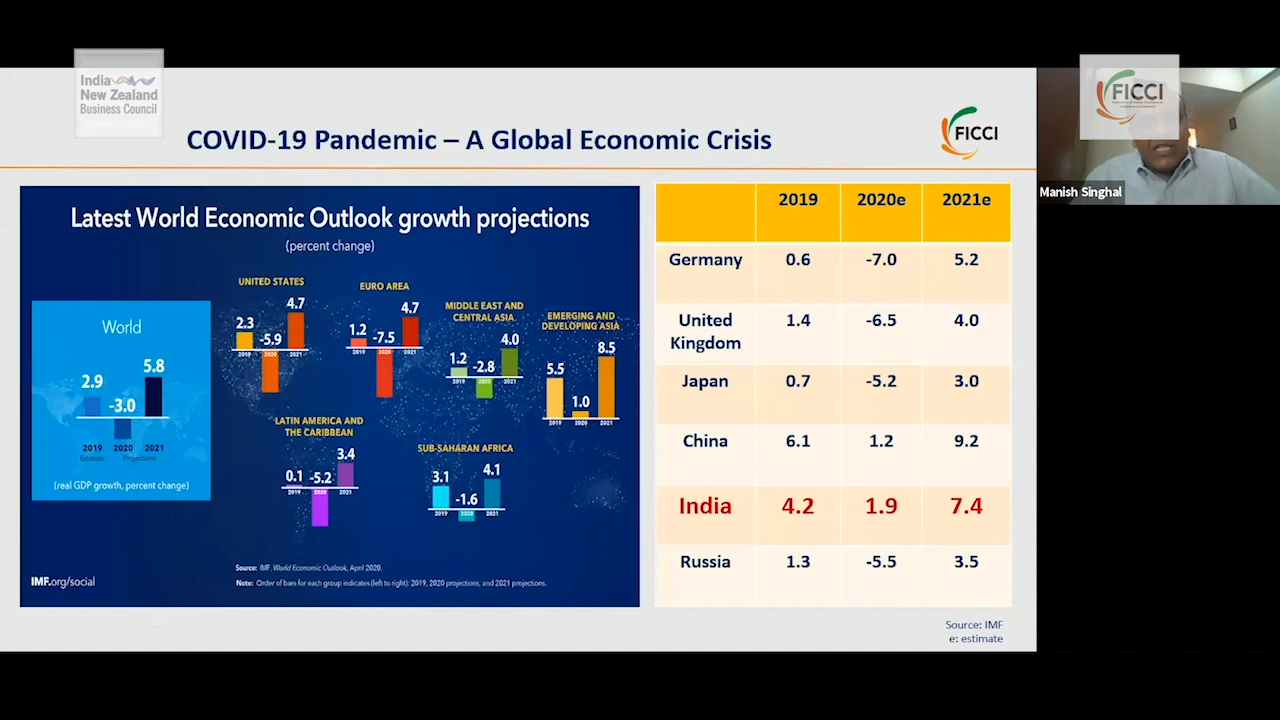 India
New Zealand
Business Council
FICCI
COVID-19 Pandemic – A Global Economic Crisis
FICCI
Manish Singhal
Latest World Economic Outlook growth projections
(percent change)
World
2.9
-3.0
5.8
2019
2020
2021
Estimate
Projections
(real GDP growth, percent change)
UNITED STATES
2.3
-5.9
4.7
2019
2020
2021
EURO AREA
1.2
-7.5
4.7
2019
2020
2021
MIDDLE EAST AND
CENTRAL ASIA
1.2
-2.8
4.0
2019
2020
2021
EMERGING AND
DEVELOPING ASIA
5.5
1.0
8.5
2019
2020
2021
LATIN AMERICA AND
THE CARIBBEAN
0.1
-5.2
3.4
2019
2020
2021
SUB-SAHARAN AFRICA
3.1
-1.6
4.1
2019
2020
2021
IMF.org/social
Source: IMF, World Economic Outlook, April 2020.
Note: Order of bars for each group indicates (left to right): 2019, 2020 projections, and 2021 projections.
2019 2020e 2021e
Germany 0.6 -7.0 5.2
United
Kingdom 1.4 -6.5 4.0
Japan 0.7 -5.2 3.0
China 6.1 1.2 9.2
India 4.2 1.9 7.4
Russia 1.3 -5.5 3.5
Source: IMF
e: estimate